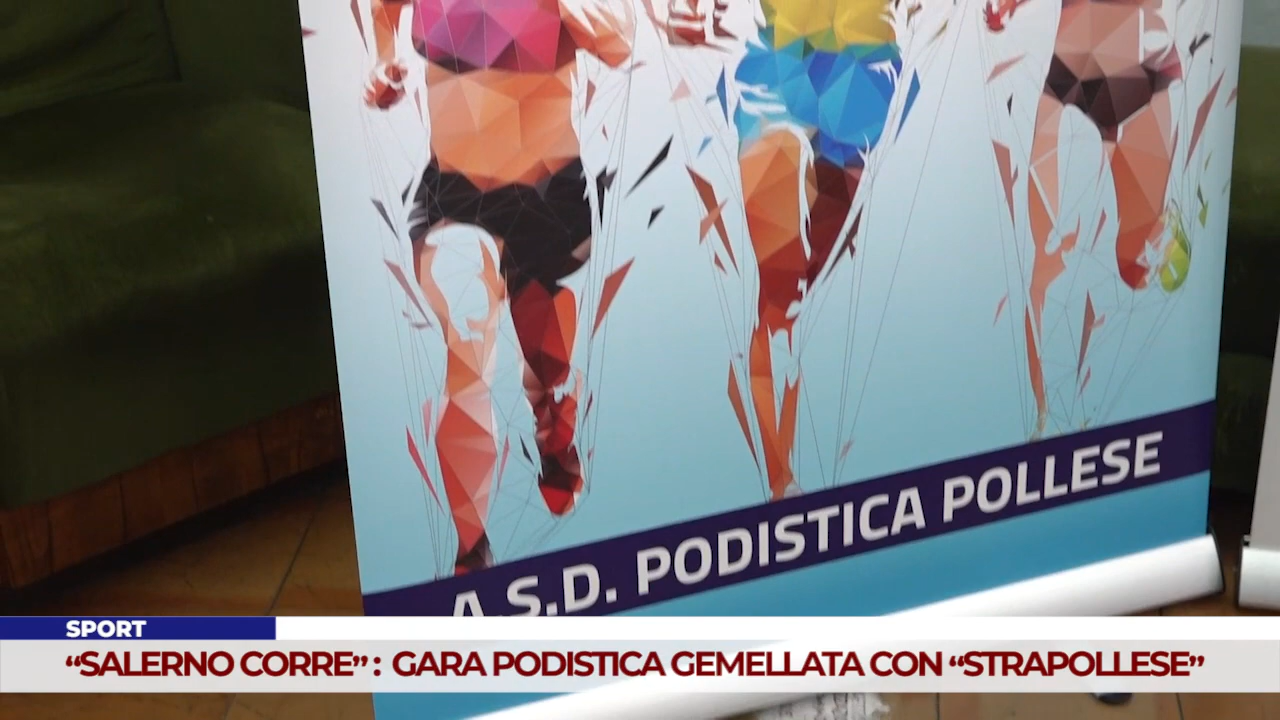 A.S.D. PODISTICA POLLESE
SPORT
“SALERNO CORRE” : GARA PODISTICA GEMELLATA CON “STRAPOLLESE”